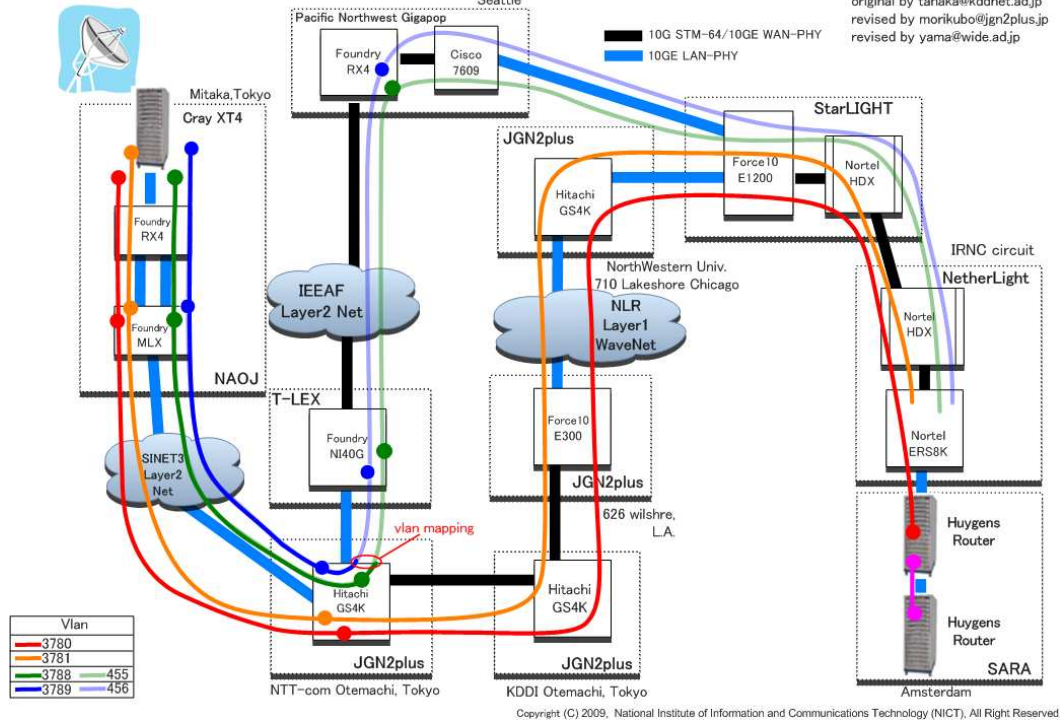 Seattle
original by tanaka@kddnet.ad.jp
revised by morikubo@jgn2plus.jp
revised by yama@wide.ad.jp
Pacific Northwest Gigapop
10G STM-64/10GE WAN-PHY
10GE LAN-PHY
Foundry
RX4
Cisco
7609
Mitaka,Tokyo
Cray XT4
StarLIGHT
JGN2plus
Force10
E1200
Nortel
HDX
Hitachi
GS4K
Foundry
RX4
IRNC circuit
NorthWestern Univ.
710 Lakeshore Chicago
NetherLight
IEEAF
Layer2 Net
NLR
Layer1
WaveNet
Nortel
HDX
Foundry
MLX
NAOJ
T-LEX
Foundry
NI40G
Force10
E300
JGN2plus
Nortel
ERS8K
SINET3
Layer2
Net
626 wilshre,
L.A.
vlan mapping
Huygens
Router
Hitachi
GS4K
JGN2plus
Hitachi
GS4K
JGN2plus
Huygens
Router
SARA
Vlan
3780
3781
3788 455
3789 456
NTT-com Otemachi, Tokyo
KDDI Otemachi, Tokyo
Amsterdam
Copyright (C) 2009, National Institute of Information and Communications Technology (NICT), All Right Reserved